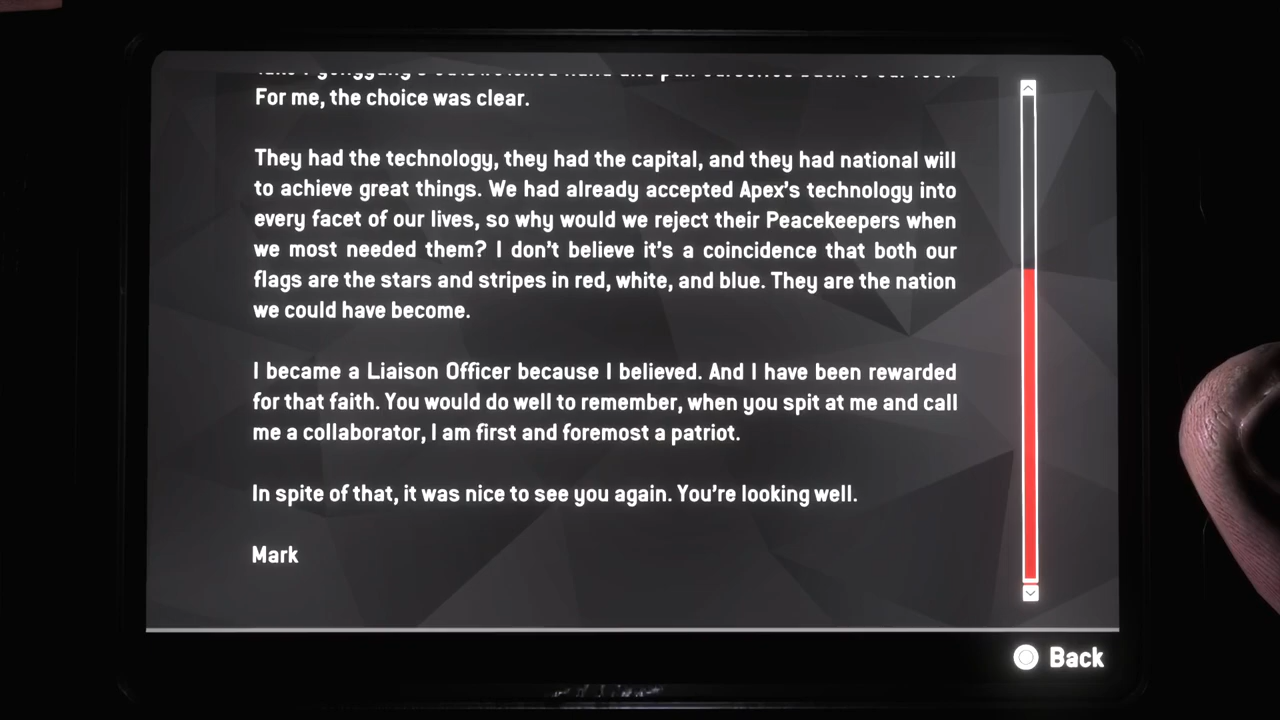 For me, the choice was clear.
They had the technology, they had the capital, and they had national will
to achieve great things. We had already accepted Apex's technology into
every facet of our lives, so why would we reject their Peacekeepers when
we most needed them? I don't believe it's a coincidence that both our
flags are the stars and stripes in red, white, and blue. They are the nation
we could have become.
I became a Liaison Officer because I believed. And I have been rewarded
for that faith. You would do well to remember, when you spit at me and call
me a collaborator, I am first and foremost a patriot.
In spite of that, it was nice to see you again. You're looking well.
Mark
Back